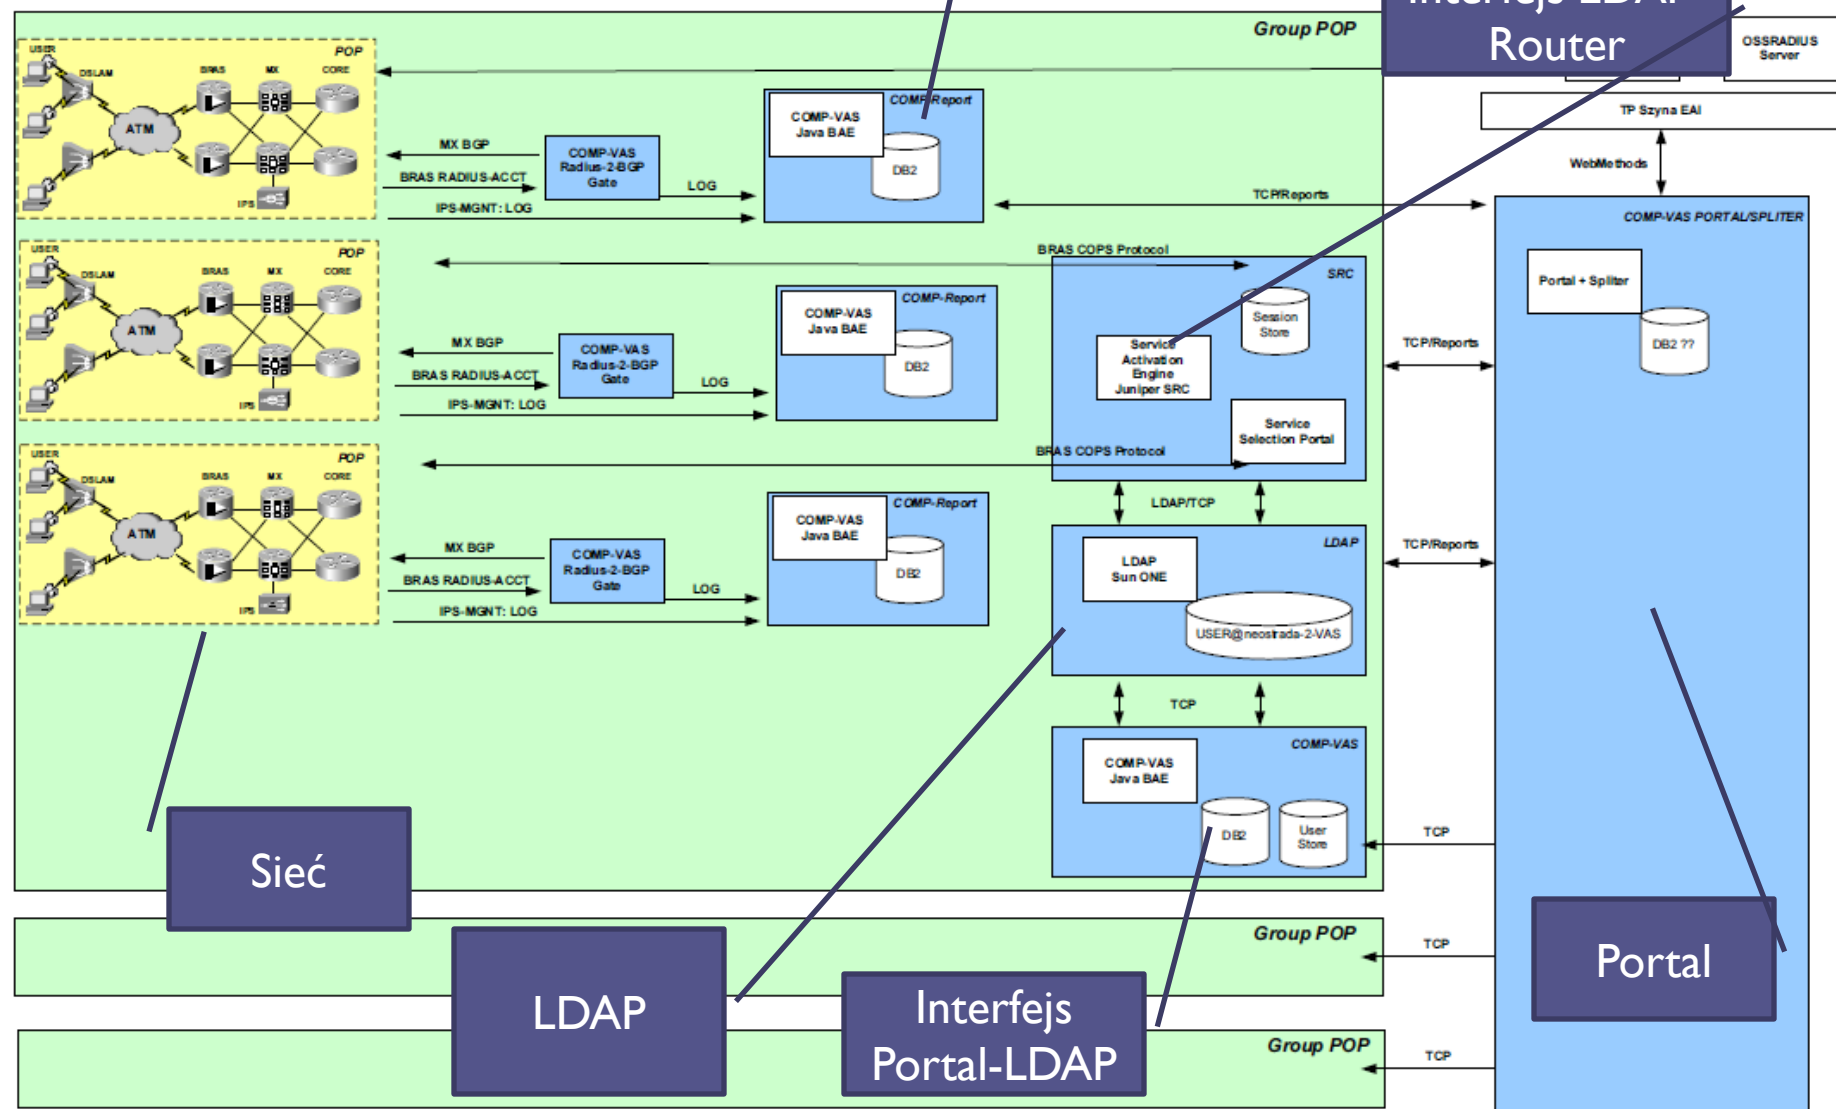 Group POP
Interfejs LDAP
Router
OSSRADIUS
Server
TP Szyna EAI
WebMethods
USER
POP
DSLAM
BRAS
MX
CORE
ATM
IPS
MX BGP
BRAS RADIUS-ACCT
IPS-MGNT: LOG
COMP-VAS
Radius-2-BGP
Gate
LOG
COMP-Report
COMP-VAS
Java BAE
DB2
TCP/Reports
COMP-VAS PORTAL/SPLITER
Portal + Spliter
DB2 ??
USER
POP
DSLAM
BRAS
MX
CORE
ATM
IPS
MX BGP
BRAS RADIUS-ACCT
IPS-MGNT: LOG
COMP-VAS
Radius-2-BGP
Gate
LOG
COMP-Report
COMP-VAS
Java BAE
DB2
BRAS COPS Protocol
SRC
Session
Store
Service
Activation
Engine
Juniper SRC
Service
Selection Portal
BRAS COPS Protocol
TCP/Reports
USER
POP
DSLAM
BRAS
MX
CORE
ATM
IPS
MX BGP
BRAS RADIUS-ACCT
IPS-MGNT: LOG
COMP-VAS
Radius-2-BGP
Gate
LOG
COMP-Report
COMP-VAS
Java BAE
DB2
LDAP/TCP
LDAP
LDAP
Sun ONE
USER@neostrada-2-VAS
TCP/Reports
TCP
COMP-VAS
COMP-VAS
Java BAE
DB2
User
Store
TCP
Sieć
Group POP
TCP
LDAP
Interfejs
Portal-LDAP
Portal
Group POP
TCP